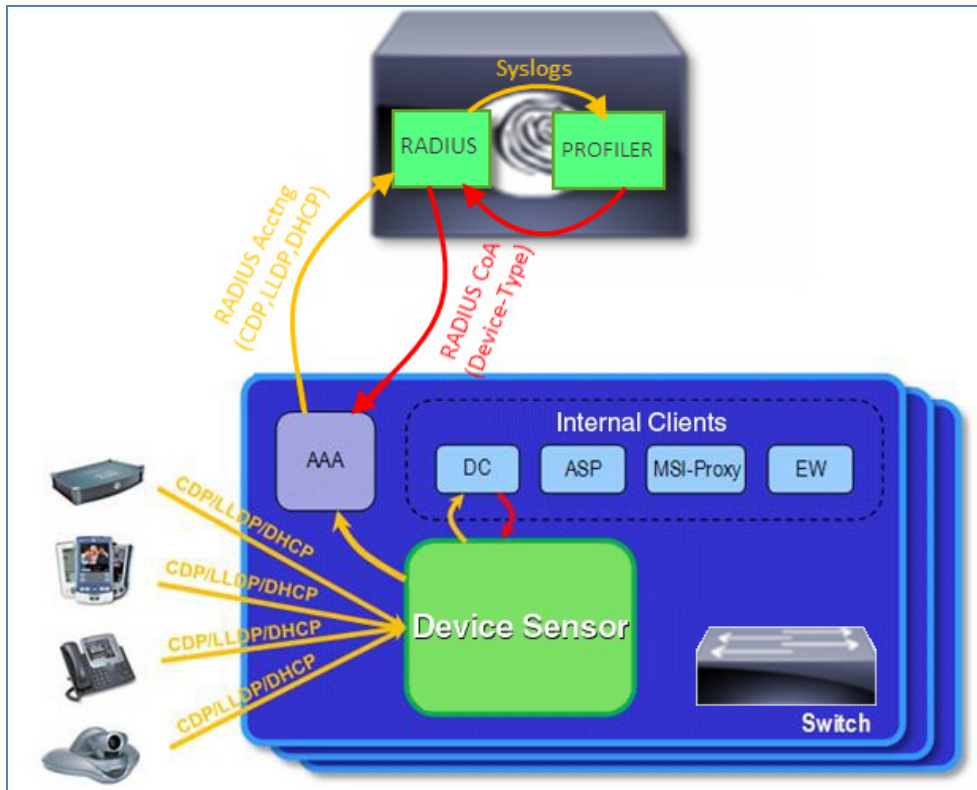 Syslogs
RADIUS
PROFILER
RADIUS Acctng
(CDP,LLDP,DHCP)
RADIUS CoA
(Device-Type)
Internal Clients
AAA
DC
ASP
MSI-Proxy
EW
CDP/LLDP/DHCP
CDP/LLDP/DHCP
CDP/LLDP/DHCP
CDP/LLDP/DHCP
Device Sensor
Switch